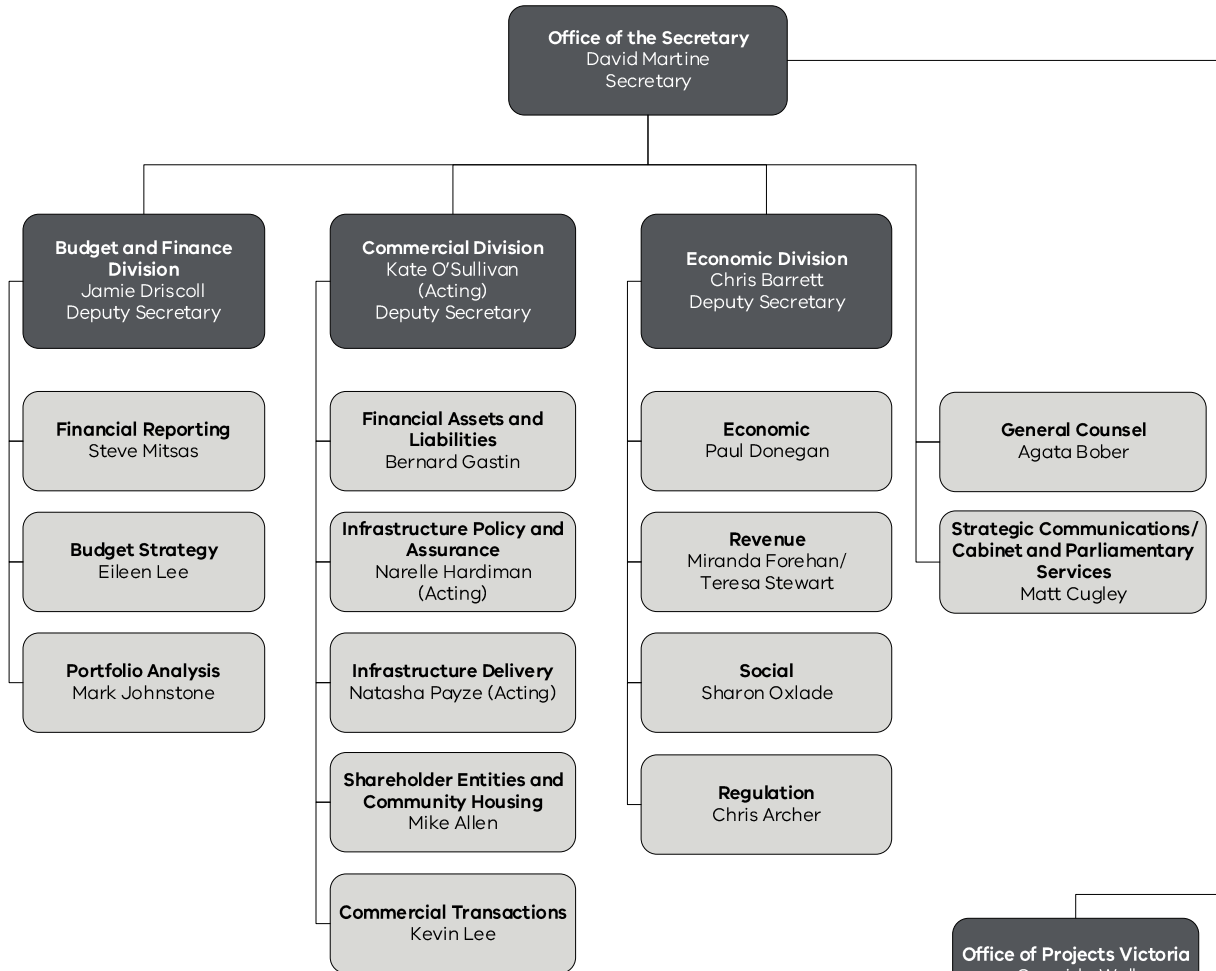 Office of the Secretary
David Martine
Secretary
Budget and Finance
Division
Jamie Driscoll
Deputy Secretary
Commercial Division
Kate O’Sullivan
(Acting)
Deputy Secretary
Economic Division
Chris Barrett
Deputy Secretary
Financial Reporting
Steve Mitsas
Budget Strategy
Eileen Lee
Portfolio Analysis
Mark Johnstone
Financial Assets and
Liabilities
Bernard Gastin
Infrastructure Policy and
Assurance
Narelle Hardiman
(Acting)
Infrastructure Delivery
Natasha Payze (Acting)
Shareholder Entities and
Community Housing
Mike Allen
Commercial Transactions
Kevin Lee
Economic
Paul Donegan
Revenue
Miranda Forehan/
Teresa Stewart
Social
Sharon Oxlade
Regulation
Chris Archer
General Counsel
Agata Bober
Strategic Communications/
Cabinet and Parliamentary
Services
Matt Cugley
Office of Projects Victoria